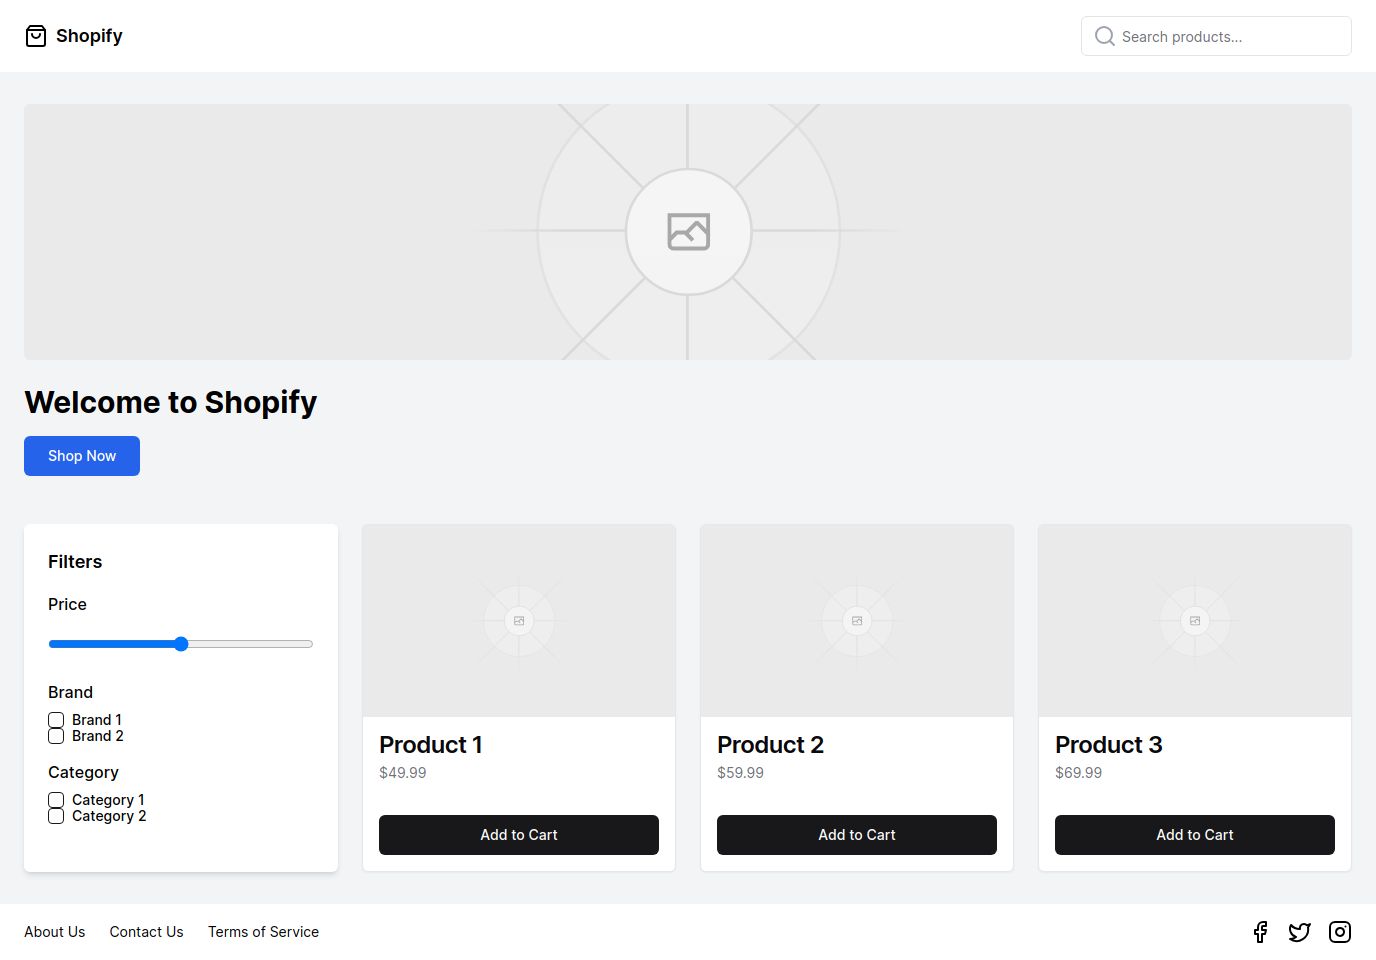 Shopify
Search products...
Welcome to Shopify
Shop Now
Filters
Price
Brand
Brand 1
Brand 2
Category
Category 1
Category 2
Product 1
$49.99
Add to Cart
Product 2
$59.99
Add to Cart
Product 3
$69.99
Add to Cart
About Us
Contact Us
Terms of Service